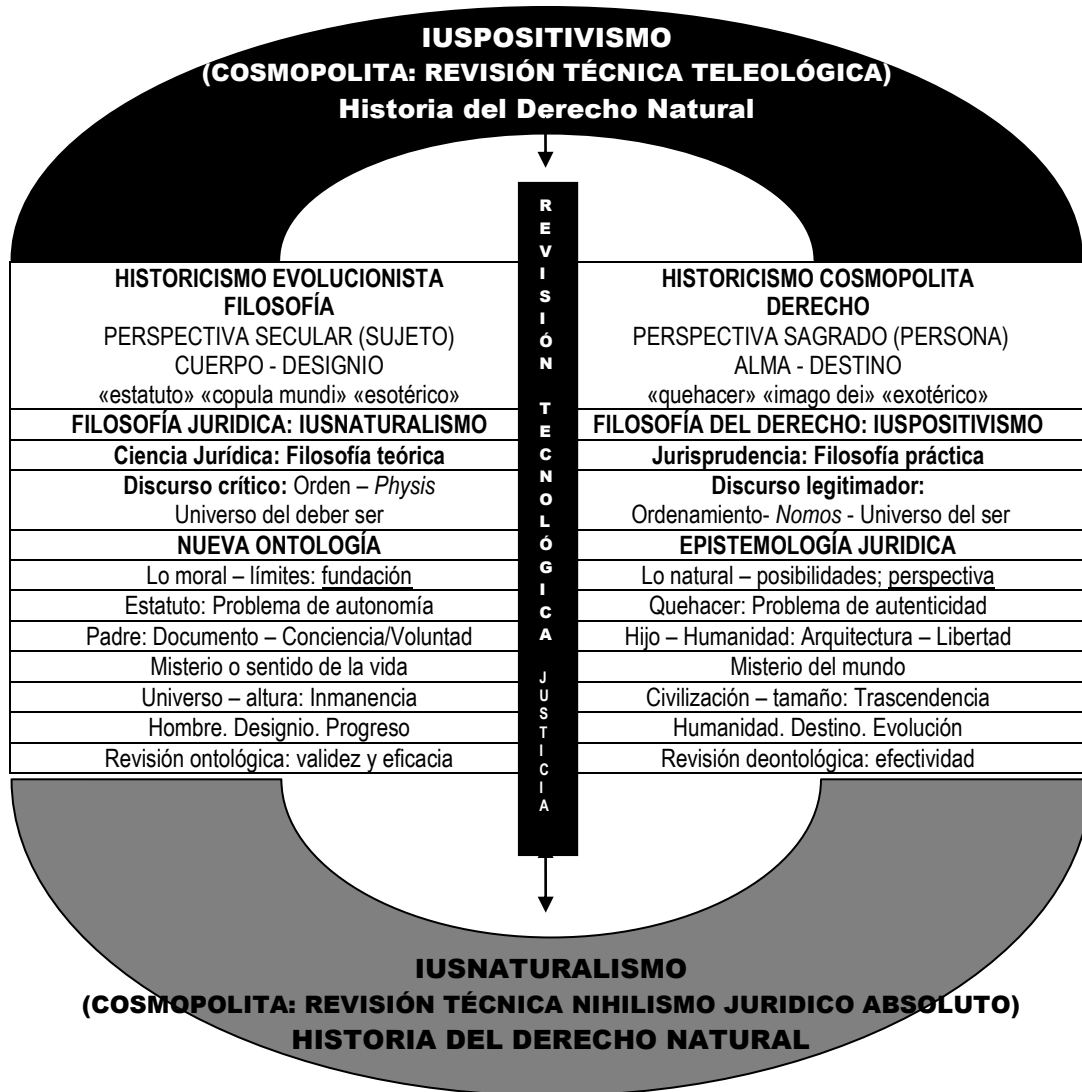 IUSPOSITIVISMO
(COSMOPOLITA: REVISIÓN TÉCNICA TELEOLÓGICA)
Historia del Derecho Natural
REVISIÓN TECNOLÓGICA JUSTICIA
HISTORICISMO EVOLUCIONISTA
FILOSOFÍA
PERSPECTIVA SECULAR (SUJETO)
CUERPO - DESIGNIO
«estatuto» «copula mundi» «esotérico»
HISTORICISMO COSMOPOLITA
DERECHO
PERSPECTIVA SAGRADO (PERSONA)
ALMA - DESTINO
«quehacer» «imago dei» «exotérico»
FILOSOFÍA JURIDICA: IUSNATURALISMO
FILOSOFÍA DEL DERECHO: IUSPOSITIVISMO
Ciencia Jurídica: Filosofía teórica
Jurisprudencia: Filosofía práctica
Discurso crítico: Orden – Physis
Universo del deber ser
Discurso legitimador:
Ordenamiento- Nomos - Universo del ser
NUEVA ONTOLOGÍA
EPISTEMOLOGÍA JURIDICA
Lo moral – límites: fundación
Lo natural – posibilidades; perspectiva
Estatuto: Problema de autonomía
Quehacer: Problema de autenticidad
Padre: Documento – Conciencia/Voluntad
Hijo – Humanidad: Arquitectura – Libertad
Misterio o sentido de la vida
Misterio del mundo
Universo – altura: Inmanencia
Civilización – tamaño: Trascendencia
Hombre. Designio. Progreso
Humanidad. Destino. Evolución
Revisión ontológica: validez y eficacia
Revisión deontológica: efectividad
IUSNATURALISMO
(COSMOPOLITA: REVISIÓN TÉCNICA NIHILISMO JURIDICO ABSOLUTO)
HISTORIA DEL DERECHO NATURAL